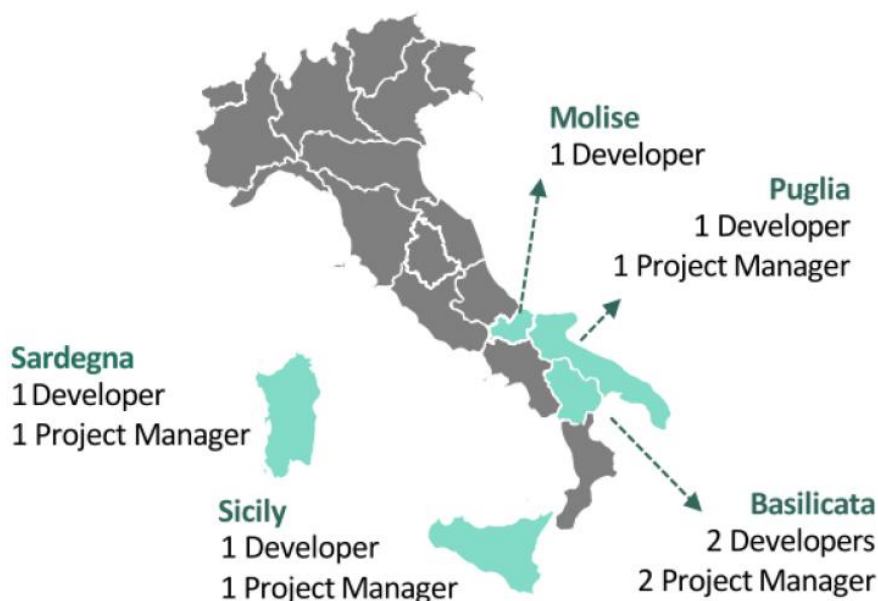 Molise
1 Developer
Puglia
1 Developer
1 Project Manager
Sardegna
1 Developer
1 Project Manager
Sicily
1 Developer
1 Project Manager
Basilicata
2 Developers
2 Project Manager